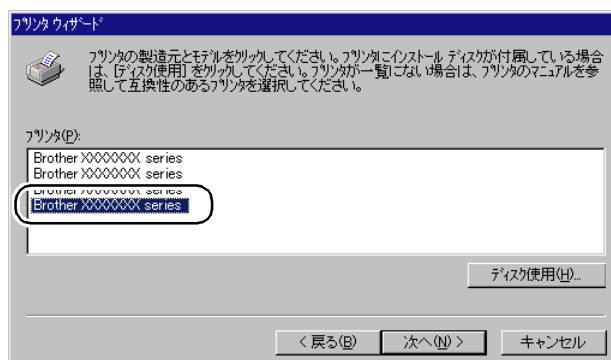 プリンタ ウィザード
プリンタの製造元とモデルをクリックしてください。プリンタにインストール ディスクが付属している場合
は、[ディスク使用] をクリックしてください。プリンタが一覧にない場合は、プリンタのマニュアルを参
照して互換性のあるプリンタを選択してください。
プリンタ(P):
Brother XXXXXXX series
Brother XXXXXXX series
Brother XXXXXXX series
Brother XXXXXXX series
ディスク使用(H)...
< 戻る(B) 次へ(N) > キャンセル